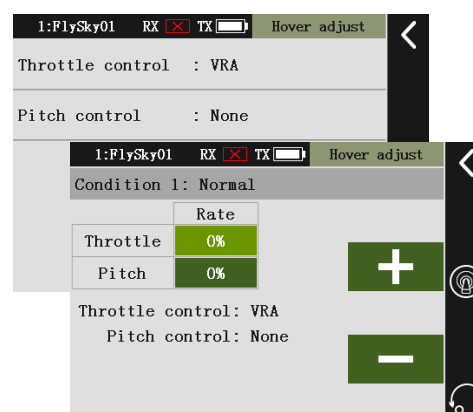 1:FlySky01 RX TX Hover adjust
Throttle control : VRA
Pitch control : None
1:FlySky01 RX TX Hover adjust
Condition 1: Normal
Rate
Throttle 0%
Pitch 0%
Throttle control: VRA
Pitch control: None